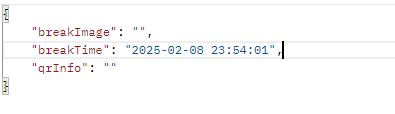 {
    "breakImage": "",
    "breakTime": "2025-02-08 23:54:01",
    "qrInfo": ""
}